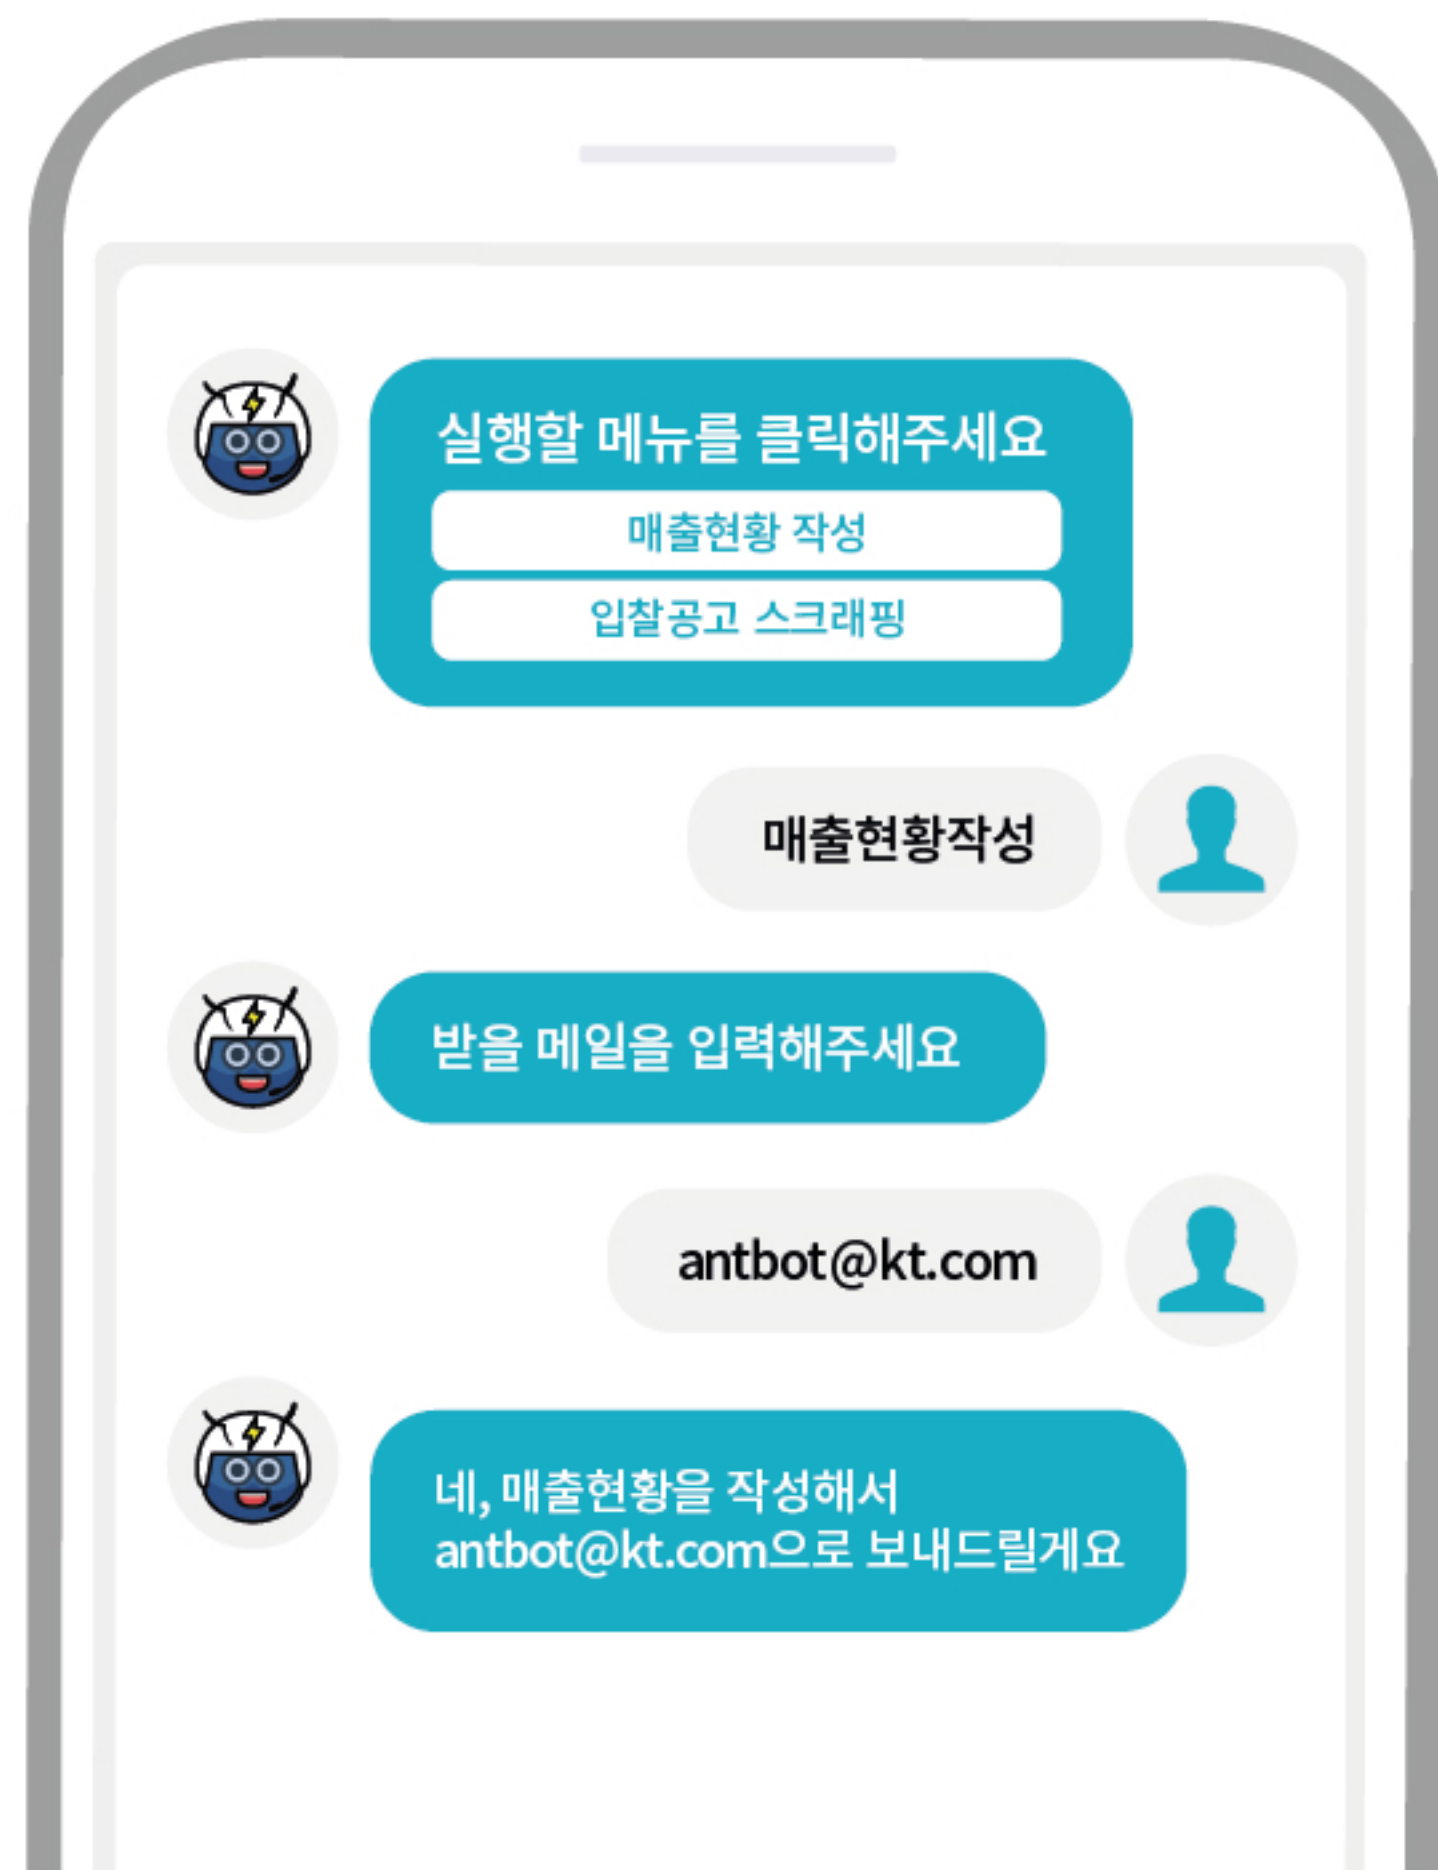 실행할 메뉴를 클릭해주세요
매출현황 작성
입찰공고 스크래핑
매출현황작성
받을 메일을 입력해주세요
antbot@kt.com
네, 매출현황을 작성해서
antbot@kt.com으로 보내드릴게요